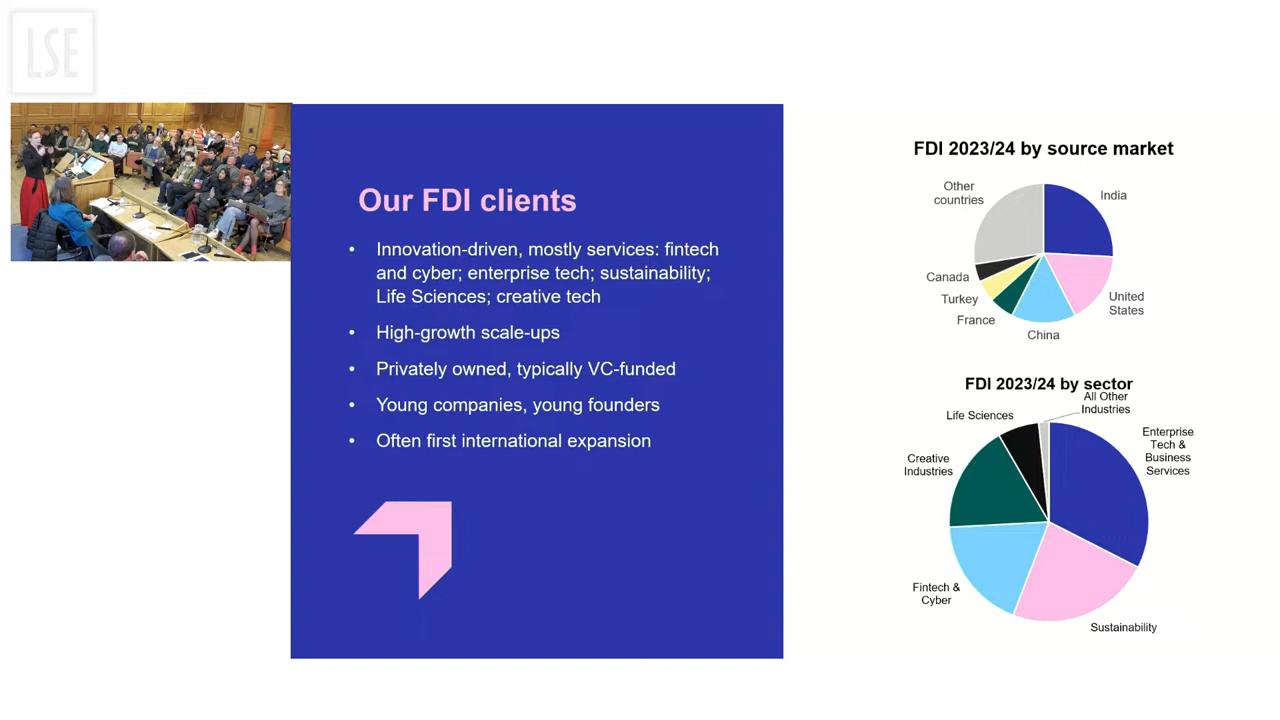 LSE
Our FDI clients
• Innovation-driven, mostly services: fintech
and cyber; enterprise tech; sustainability;
Life Sciences; creative tech
• High-growth scale-ups
• Privately owned, typically VC-funded
• Young companies, young founders
• Often first international expansion
FDI 2023/24 by source market
Other
countries
India
Canada
Turkey
France
China
United
States
FDI 2023/24 by sector
All Other
Industries
Life Sciences
Enterprise
Tech &
Business
Services
Creative
Industries
Fintech &
Cyber
Sustainability